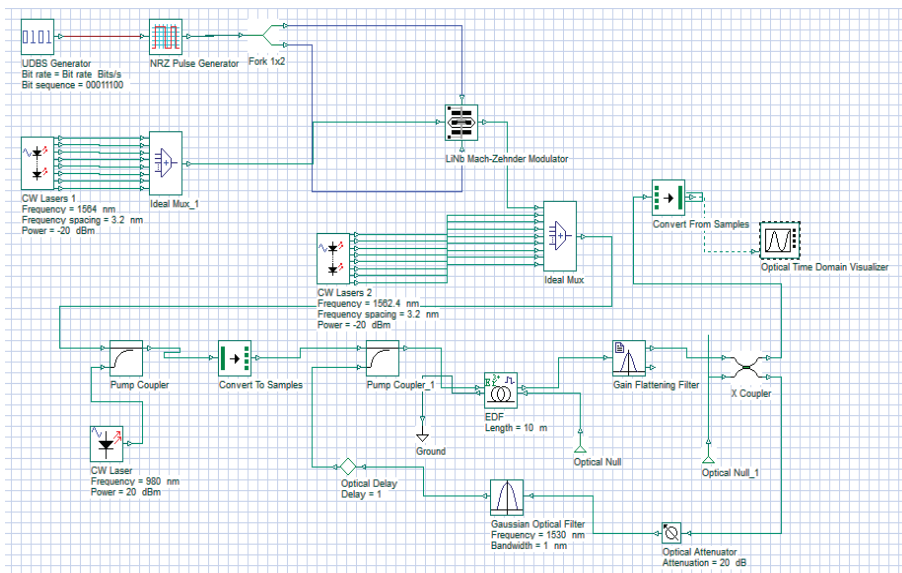 0101
UDBS Generator
Bit rate = Bit rate Bits/s
Bit sequence = 00011100
NRZ Pulse Generator
Fork 1x2
LiNb Mach-Zehnder Modulator
CW Lasers 1
Frequency = 1564 nm
Frequency spacing = 3.2 nm
Power = -20 dBm
Ideal Mux_1
CW Lasers 2
Frequency = 1562.4 nm
Frequency spacing = 3.2 nm
Power = -20 dBm
Ideal Mux
Convert From Samples
Optical Time Domain Visualizer
Pump Coupler
Convert To Samples
Pump Coupler_1
EDF
Length = 10 m
Gain Flattening Filter
X Coupler
Ground
Optical Null
Optical Null_1
CW Laser
Frequency = 980 nm
Power = 20 dBm
Optical Delay
Delay = 1
Gaussian Optical Filter
Frequency = 1530 nm
Bandwidth = 1 nm
Optical Attenuator
Attenuation = 20 dB